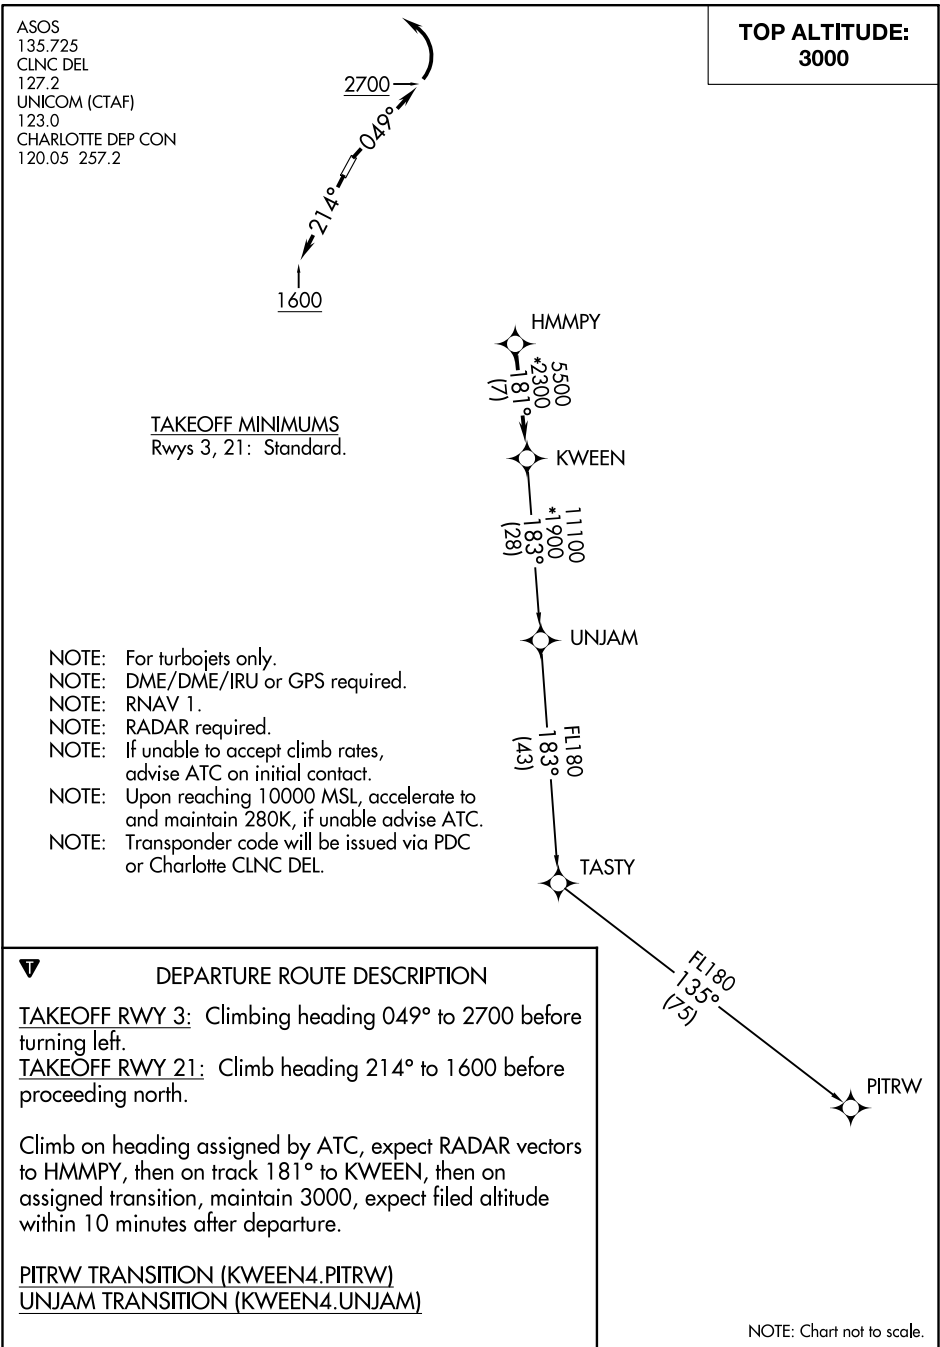 ASOS
135.725
CLNC DEL
127.2
UNICOM (CTAF)
123.0
CHARLOTTE DEP CON
120.05 257.2
TOP ALTITUDE:
3000
2700
049°
214°
1600
HMMPY
5500
*2300
181°
(7)
TAKEOFF MINIMUMS
Rwys 3, 21: Standard.
KWEEN
11100
*1900
183°
(28)
UNJAM
NOTE: For turbojets only.
NOTE: DME/DME/IRU or GPS required.
NOTE: RNAV 1.
NOTE: RADAR required.
NOTE: If unable to accept climb rates,
advise ATC on initial contact.
NOTE: Upon reaching 10000 MSL, accelerate to
and maintain 280K, if unable advise ATC.
NOTE: Transponder code will be issued via PDC
or Charlotte CLNC DEL.
FL180
183°
(43)
TASTY
FL180
135°
(75)
PITRW
T
DEPARTURE ROUTE DESCRIPTION
TAKEOFF RWY 3: Climbing heading 049° to 2700 before
turning left.
TAKEOFF RWY 21: Climb heading 214° to 1600 before
proceeding north.
Climb on heading assigned by ATC, expect RADAR vectors
to HMMPY, then on track 181° to KWEEN, then on
assigned transition, maintain 3000, expect filed altitude
within 10 minutes after departure.
PITRW TRANSITION (KWEEN4.PITRW)
UNJAM TRANSITION (KWEEN4.UNJAM)
NOTE: Chart not to scale.